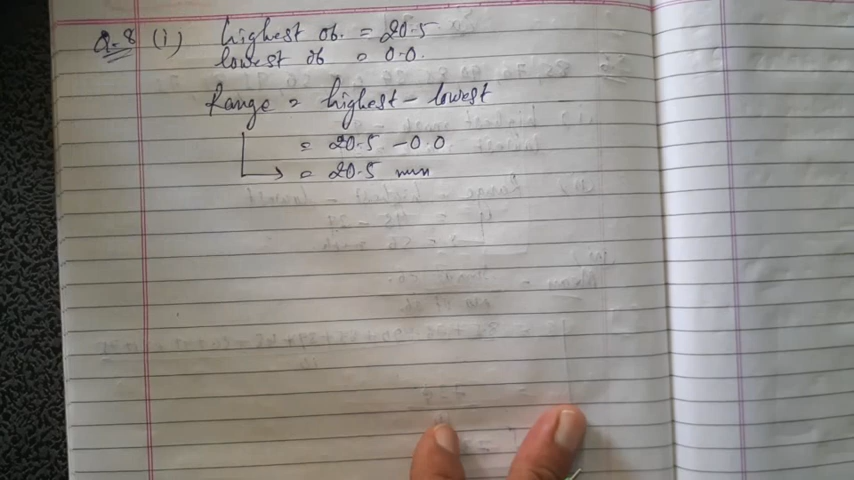 Q-8 (i) highest ob. = 20.5
lowest ob = 0.0.
Range = highest - lowest
= 20.5 - 0.0
= 20.5 mm